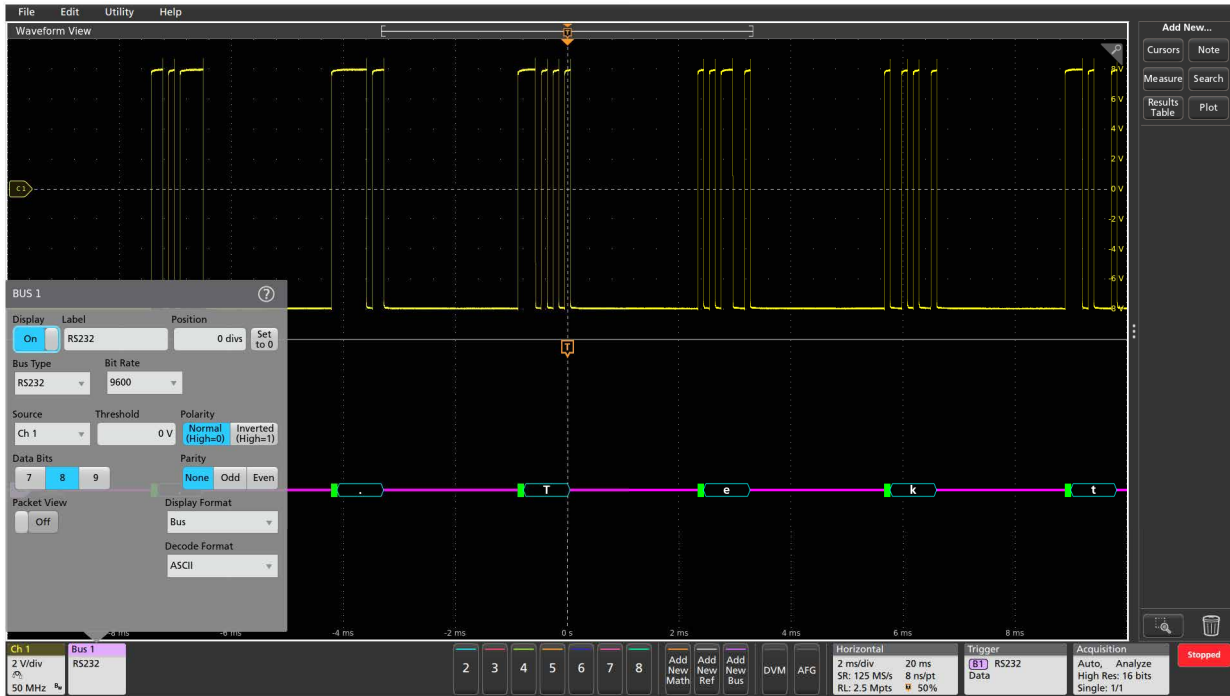 File Edit Utility Help
Waveform View
Add New...
Cursors Note
Measure Search
Results Table Plot
8 V
6 V
4 V
2 V
C1
0 V
-2 V
-4 V
-6 V
-8 V
BUS 1 ?
Display Label Position
On RS232 0 divs Set to 0
Bus Type Bit Rate
RS232 9600
Source Threshold Polarity
Ch 1 0 V Normal (High=0) Inverted (High=1)
Data Bits Parity
7 8 9 None Odd Even
Packet View Display Format
Off Bus
Decode Format
ASCII
T
T
. T e k t
-8 ms -6 ms -4 ms -2 ms 0 s 2 ms 4 ms 6 ms 8 ms
Ch 1
2 V/div
50 MHz
Bus 1
RS232
2 3 4 5 6 7 8
Add New Math
Add New Ref
Add New Bus
DVM AFG
Horizontal
2 ms/div 20 ms
SR: 125 MS/s 8 ns/pt
RL: 2.5 Mpts 50%
Trigger
B1 RS232
Data
Acquisition
Auto, Analyze
High Res: 16 bits
Single: 1/1
Stopped